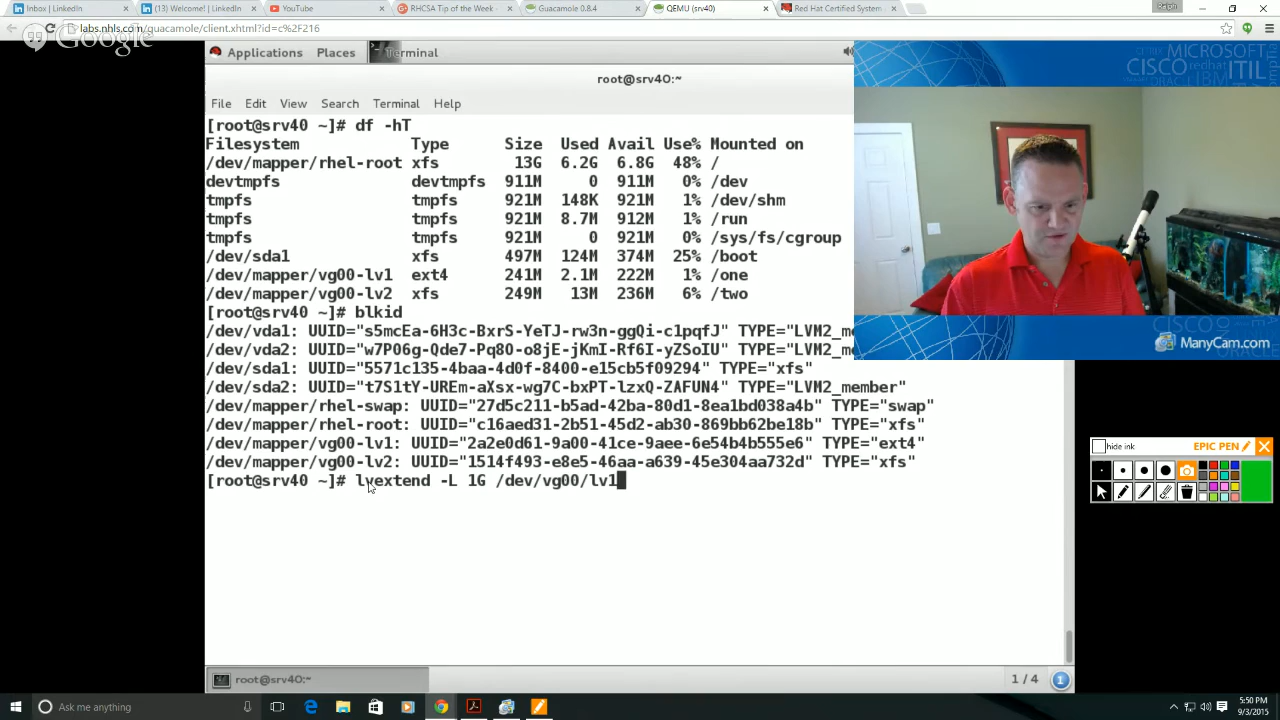 Inbox | LinkedIn
(13) Welcome! | LinkedIn
YouTube
RHCSA Tip of the Week -
Guacamole 0.8.4
QEMU (srv40)
Red Hat Certified System
Ralph
labs.nhls.com/guacamole/client.xhtml?id=c%2F216
Google+
Applications Places Terminal
root@srv40:~
File Edit View Search Terminal Help
[root@srv40 ~]# df -hT
Filesystem Type Size Used Avail Use% Mounted on
/dev/mapper/rhel-root xfs 13G 6.2G 6.8G 48% /
devtmpfs devtmpfs 911M 0 911M 0% /dev
tmpfs tmpfs 921M 148K 921M 1% /dev/shm
tmpfs tmpfs 921M 8.7M 912M 1% /run
tmpfs tmpfs 921M 0 921M 0% /sys/fs/cgroup
/dev/sda1 xfs 497M 124M 374M 25% /boot
/dev/mapper/vg00-lv1 ext4 241M 2.1M 222M 1% /one
/dev/mapper/vg00-lv2 xfs 249M 13M 236M 6% /two
[root@srv40 ~]# blkid
/dev/vda1: UUID="s5mcEa-6H3c-BxrS-YeTJ-rw3n-ggQi-c1pqfJ" TYPE="LVM2_me
/dev/vda2: UUID="w7P06g-Qde7-Pq80-o8jE-jKmI-Rf6I-yZSoIU" TYPE="LVM2_me
/dev/sda1: UUID="5571c135-4baa-4d0f-8400-e15cb5f09294" TYPE="xfs"
/dev/sda2: UUID="t7S1tY-UREm-aXsx-wg7C-bxPT-lzxQ-ZAFUN4" TYPE="LVM2_member"
/dev/mapper/rhel-swap: UUID="27d5c211-b5ad-42ba-80d1-8ea1bd038a4b" TYPE="swap"
/dev/mapper/rhel-root: UUID="c16aed31-2b51-45d2-ab30-869bb62be18b" TYPE="xfs"
/dev/mapper/vg00-lv1: UUID="2a2e0d61-9a00-41ce-9aee-6e54b4b555e6" TYPE="ext4"
/dev/mapper/vg00-lv2: UUID="1514f493-e8e5-46aa-a639-45e304aa732d" TYPE="xfs"
[root@srv40 ~]# lvextend -L 1G /dev/vg00/lv1
CITRIX MICROSOFT
CISCO redhat ITIL
IBM
ORACLE
ManyCam.com
hide ink EPIC PEN
root@srv40:~
1 / 4
1
Ask me anything
5:50 PM
9/3/2015